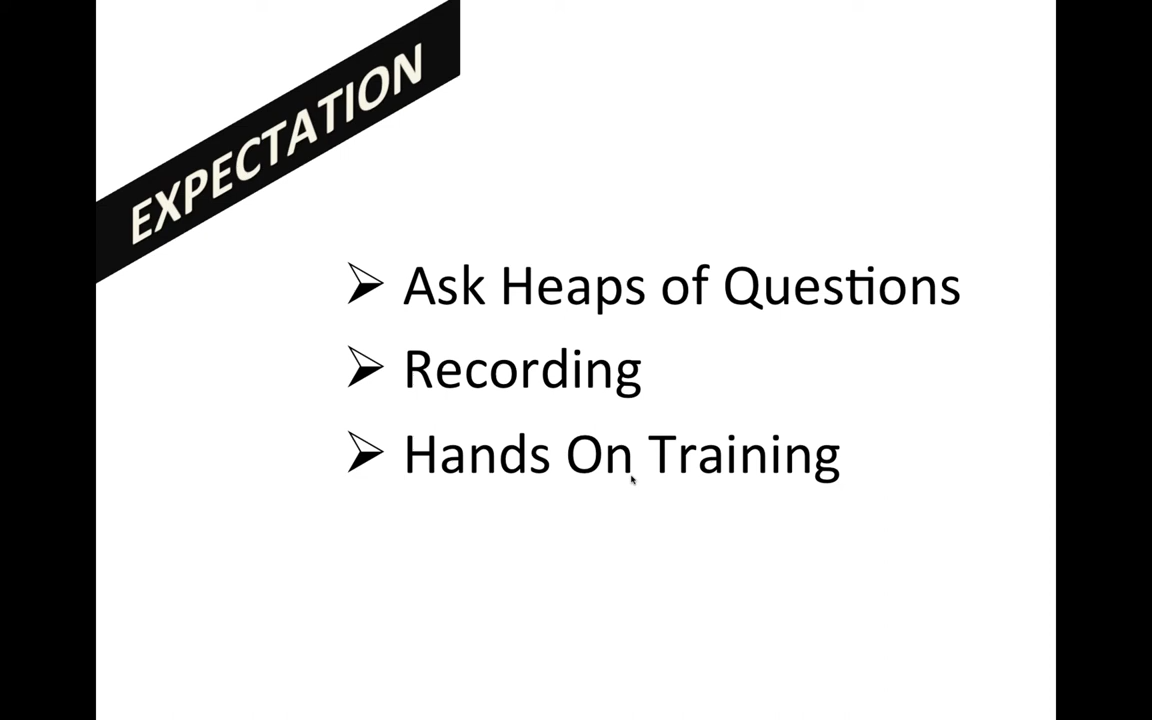 EXPECTATION
Ask Heaps of Questions
Recording
Hands On Training